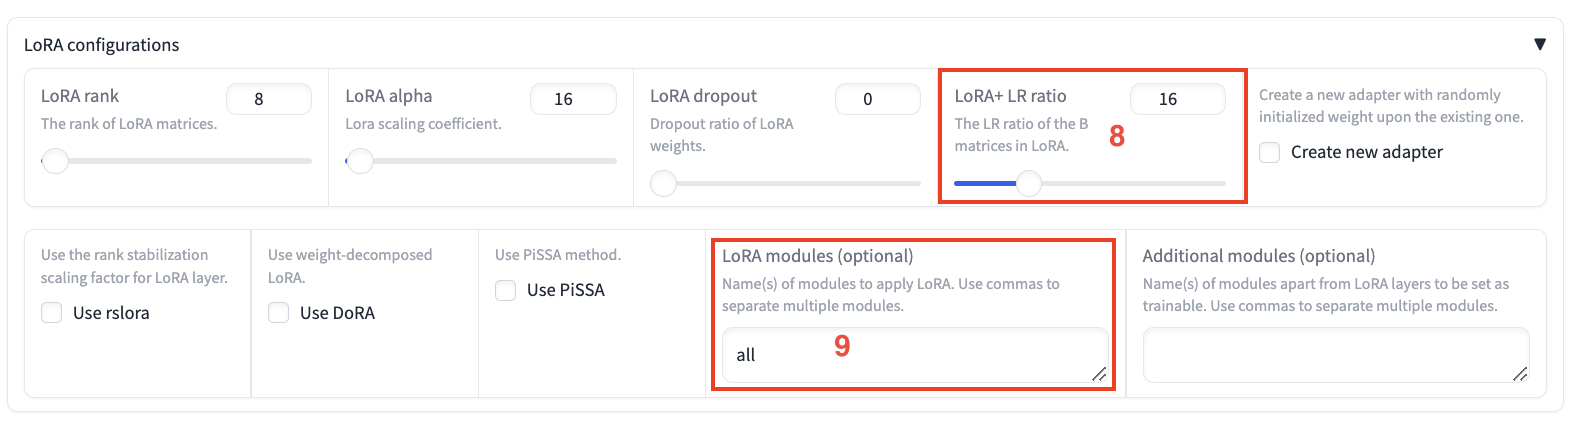 LoRA configurations
▼
LoRA rank
8
The rank of LoRA matrices.
LoRA alpha
16
Lora scaling coefficient.
LoRA dropout
0
Dropout ratio of LoRA
weights.
LoRA+ LR ratio
16
The LR ratio of the B
matrices in LoRA.
8
Create a new adapter with randomly
initialized weight upon the existing one.
Create new adapter
Use the rank stabilization
scaling factor for LoRA layer.
Use rslora
Use weight-decomposed
LoRA.
Use DoRA
Use PiSSA method.
Use PiSSA
LoRA modules (optional)
Name(s) of modules to apply LoRA. Use commas to
separate multiple modules.
all
9
Additional modules (optional)
Name(s) of modules apart from LoRA layers to be set as
trainable. Use commas to separate multiple modules.